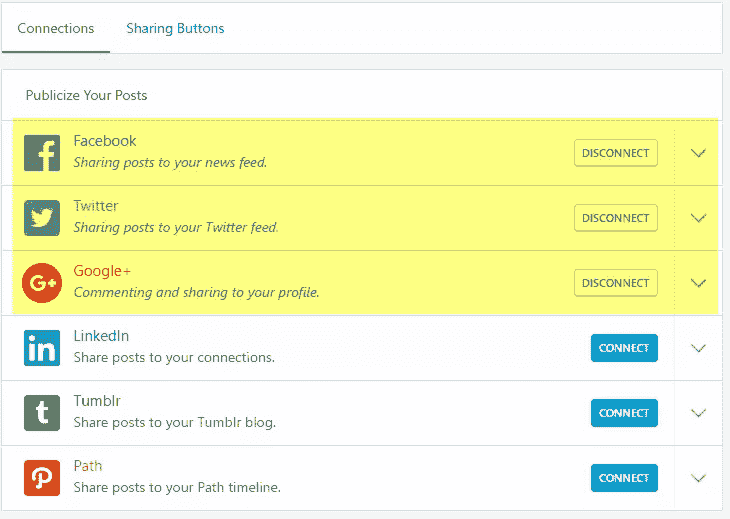 Connections Sharing Buttons
Publicize Your Posts
Facebook
Sharing posts to your news feed.
DISCONNECT
Twitter
Sharing posts to your Twitter feed.
DISCONNECT
Google+
Commenting and sharing to your profile.
DISCONNECT
LinkedIn
Share posts to your connections.
CONNECT
Tumblr
Share posts to your Tumblr blog.
CONNECT
Path
Share posts to your Path timeline.
CONNECT